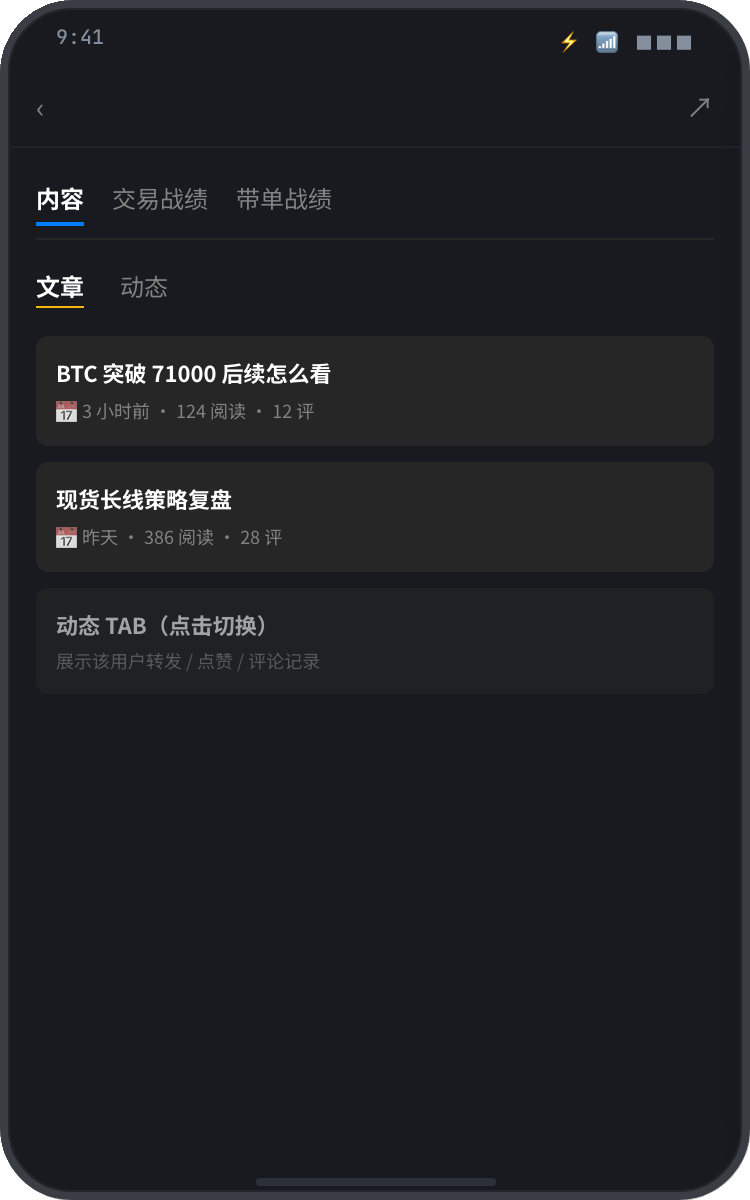 9:41
内容 交易战绩 带单战绩
文章 动态
BTC 突破 71000 后续怎么看
📅 3 小时前 · 124 阅读 · 12 评
现货长线策略复盘
📅 昨天 · 386 阅读 · 28 评
动态 TAB（点击切换）
展示该用户转发 / 点赞 / 评论记录